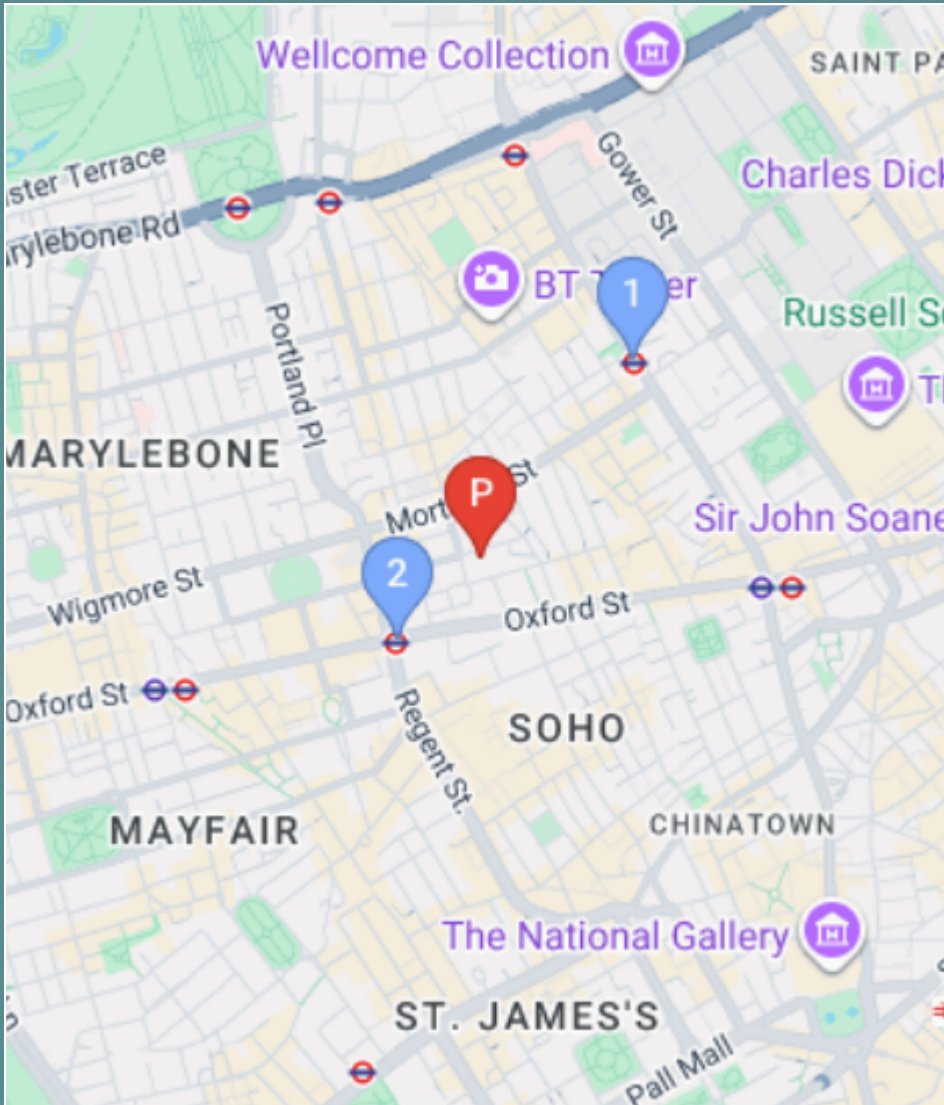 Wellcome Collection
SAINT PA
ster Terrace
Gower St
Charles Dick
rylebone Rd
BT
er
1
Russell S
Portland Pl
MARYLEBONE
P
St
Sir John Soane
2
Wigmore St
Oxford St
Oxford St
Regent St.
SOHO
MAYFAIR
CHINATOWN
The National Gallery
ST. JAMES'S
Pall Mall